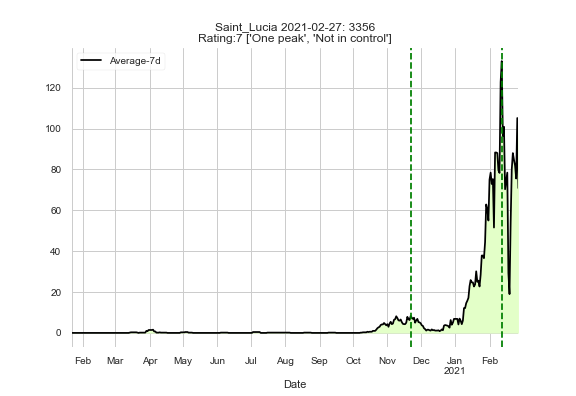 Saint_Lucia 2021-02-27: 3356
Rating:7 ['One peak', 'Not in control']
Average-7d
120
100
80
60
40
20
0
Feb Mar Apr May Jun Jul Aug Sep Oct Nov Dec Jan Feb
2021
Date